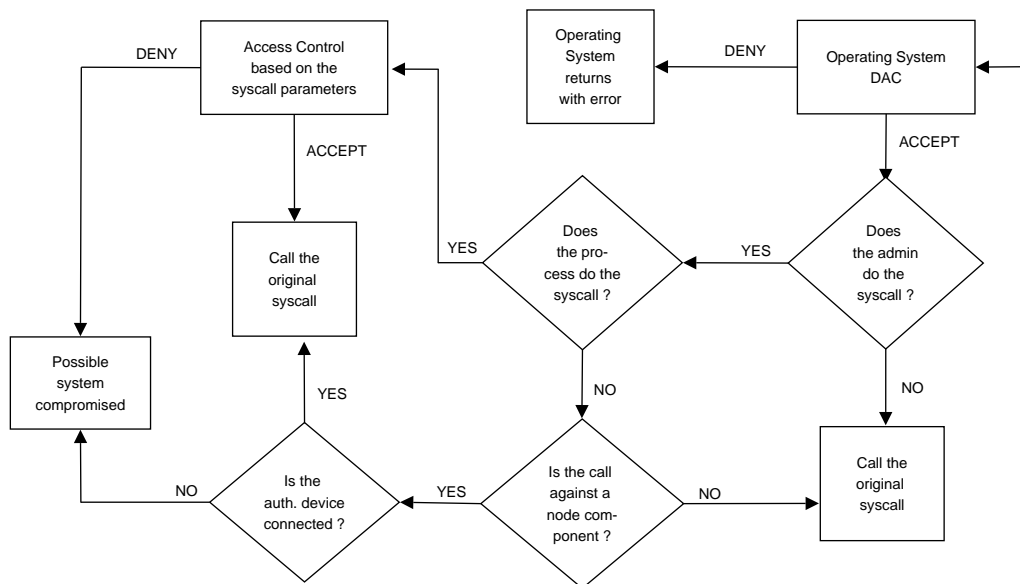 DENY
Access Control
based on the
syscall parameters
Operating
System
returns
with error
DENY
Operating System
DAC
ACCEPT
ACCEPT
Does
the pro-
cess do the
syscall ?
YES
YES
Does
the admin
do the
syscall ?
Call the
original
syscall
Possible
system
compromised
YES
NO
NO
Is the
auth. device
connected ?
NO
YES
Is the call
against a
node com-
ponent ?
NO
Call the
original
syscall